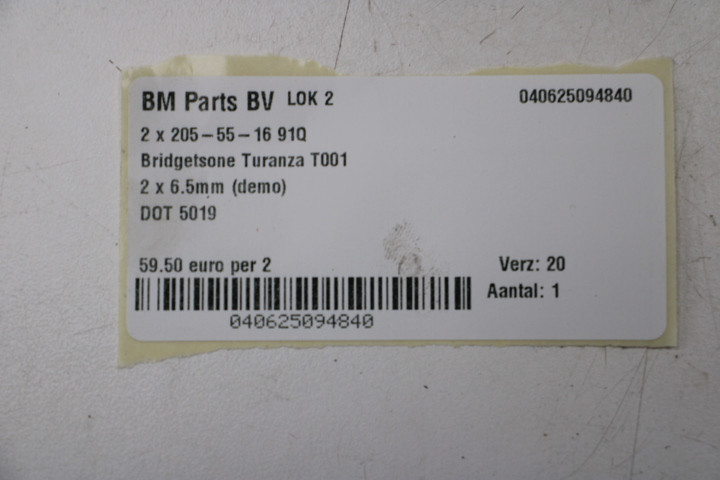 BM Parts BV LOK 2 040625094840
2 x 205-55-16 91Q
Bridgetsone Turanza T001
2 x 6.5mm (demo)
DOT 5019
59.50 euro per 2 Verz: 20
Aantal: 1
040625094840